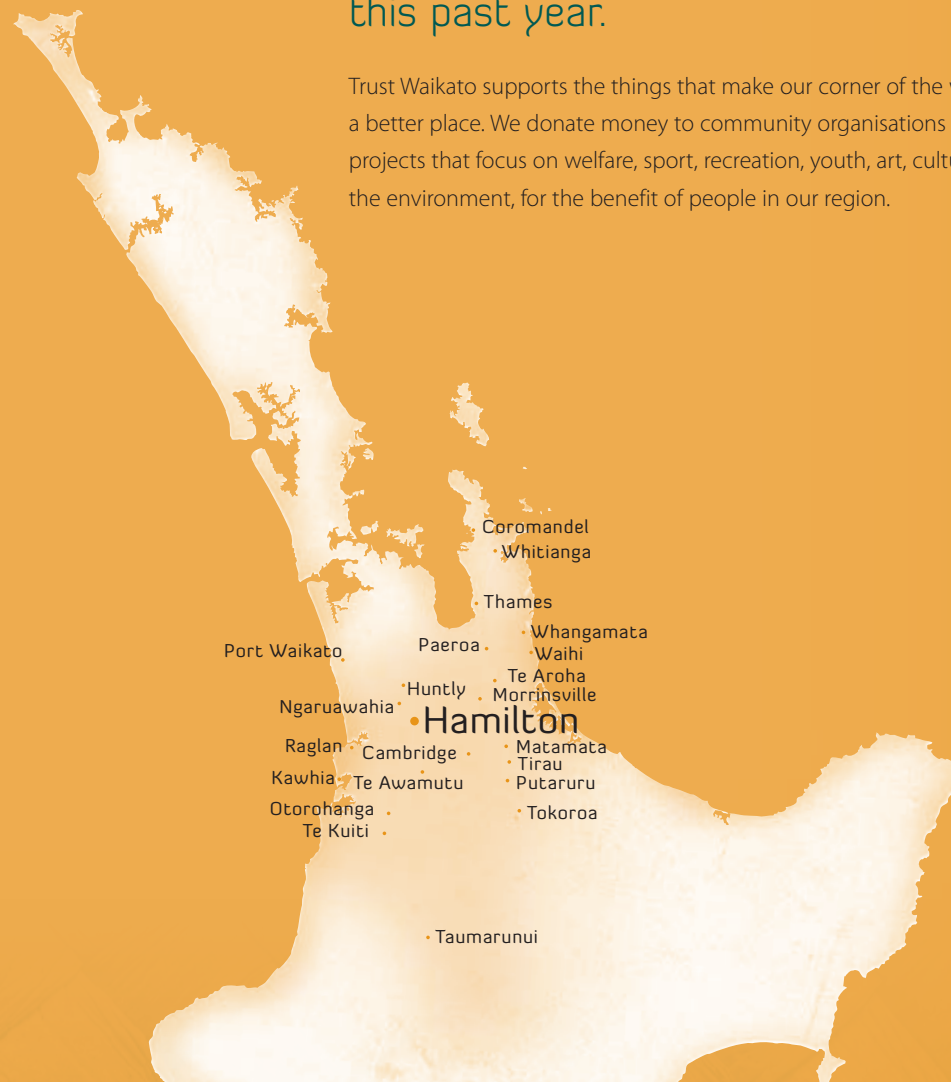 this past year.
Trust Waikato supports the things that make our corner of the
a better place. We donate money to community organisations
projects that focus on welfare, sport, recreation, youth, art,
the environment, for the benefit of people in our region.
Coromandel
Whitianga
Thames
Whangamata
Paeroa
Port Waikato
Waihi
Te Aroha
Huntly
Morrinsville
Ngaruawahia
Hamilton
Raglan
Cambridge
Matamata
Tirau
Kawhia
Te Awamutu
Putaruru
Otorohanga
Tokoroa
Te Kuiti
Taumarunui